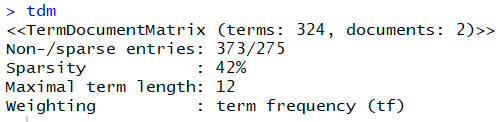 > tdm
<<TermDocumentMatrix (terms: 324, documents: 2)>>
Non-/sparse entries: 373/275
Sparsity           : 42%
Maximal term length: 12
Weighting          : term frequency (tf)